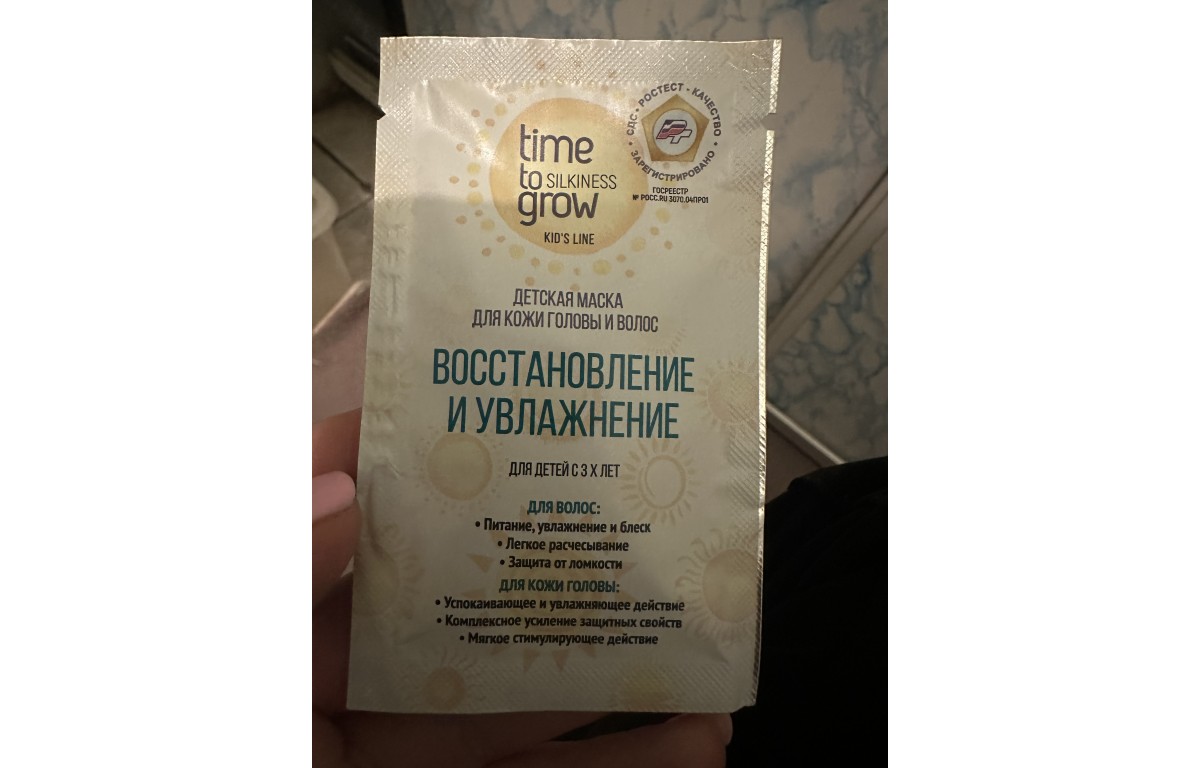 time
to SILKINESS
grow
KID'S LINE
СДС • РОСТЕСТ - КАЧЕСТВО •
ЗАРЕГИСТРИРОВАНО
РТ
ГОСРЕЕСТР
№ РОСС.RU 3070.04ПР01
ДЕТСКАЯ МАСКА
ДЛЯ КОЖИ ГОЛОВЫ И ВОЛОС
ВОССТАНОВЛЕНИЕ
И УВЛАЖНЕНИЕ
ДЛЯ ДЕТЕЙ С 3 Х ЛЕТ
ДЛЯ ВОЛОС:
• Питание, увлажнение и блеск
• Легкое расчесывание
• Защита от ломкости
ДЛЯ КОЖИ ГОЛОВЫ:
• Успокаивающее и увлажняющее действие
• Комплексное усиление защитных свойств
• Мягкое стимулирующее действие